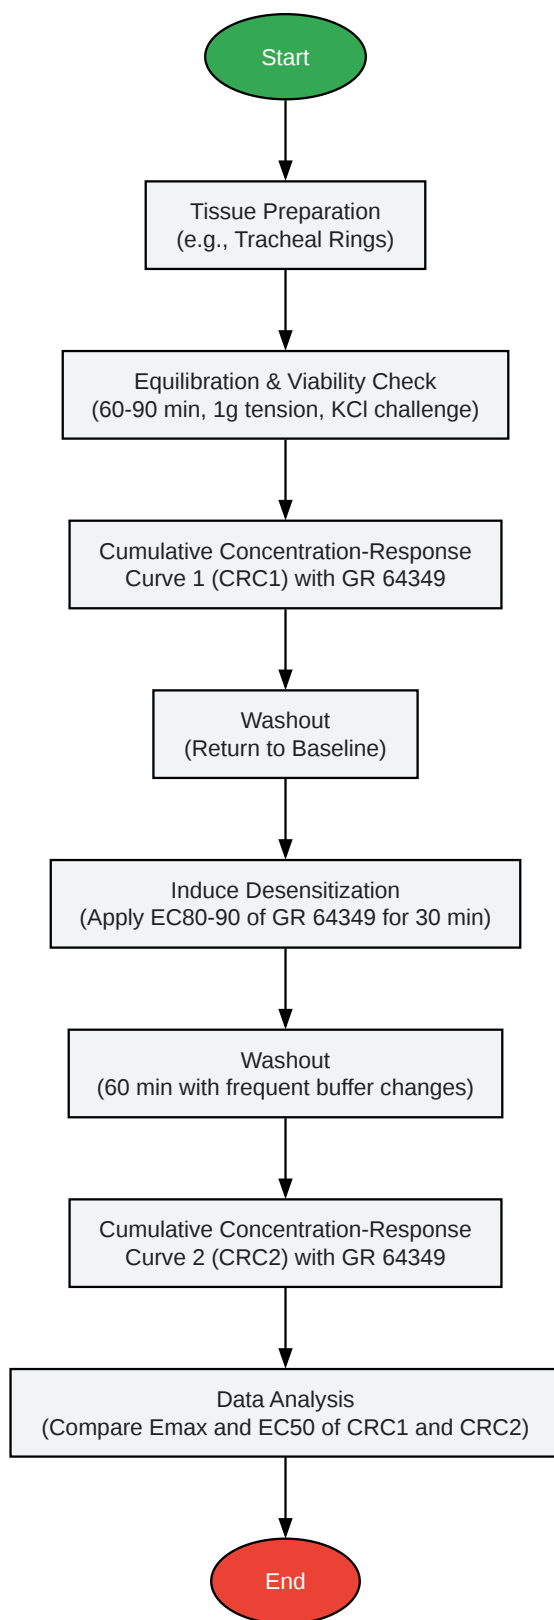 Start
Tissue Preparation
(e.g., Tracheal Rings)
Equilibration & Viability Check
(60-90 min, 1g tension, KCl challenge)
Cumulative Concentration-Response
Curve 1 (CRC1) with GR 64349
Washout
(Return to Baseline)
Induce Desensitization
(Apply EC80-90 of GR 64349 for 30 min)
Washout
(60 min with frequent buffer changes)
Cumulative Concentration-Response
Curve 2 (CRC2) with GR 64349
Data Analysis
(Compare Emax and EC50 of CRC1 and CRC2)
End